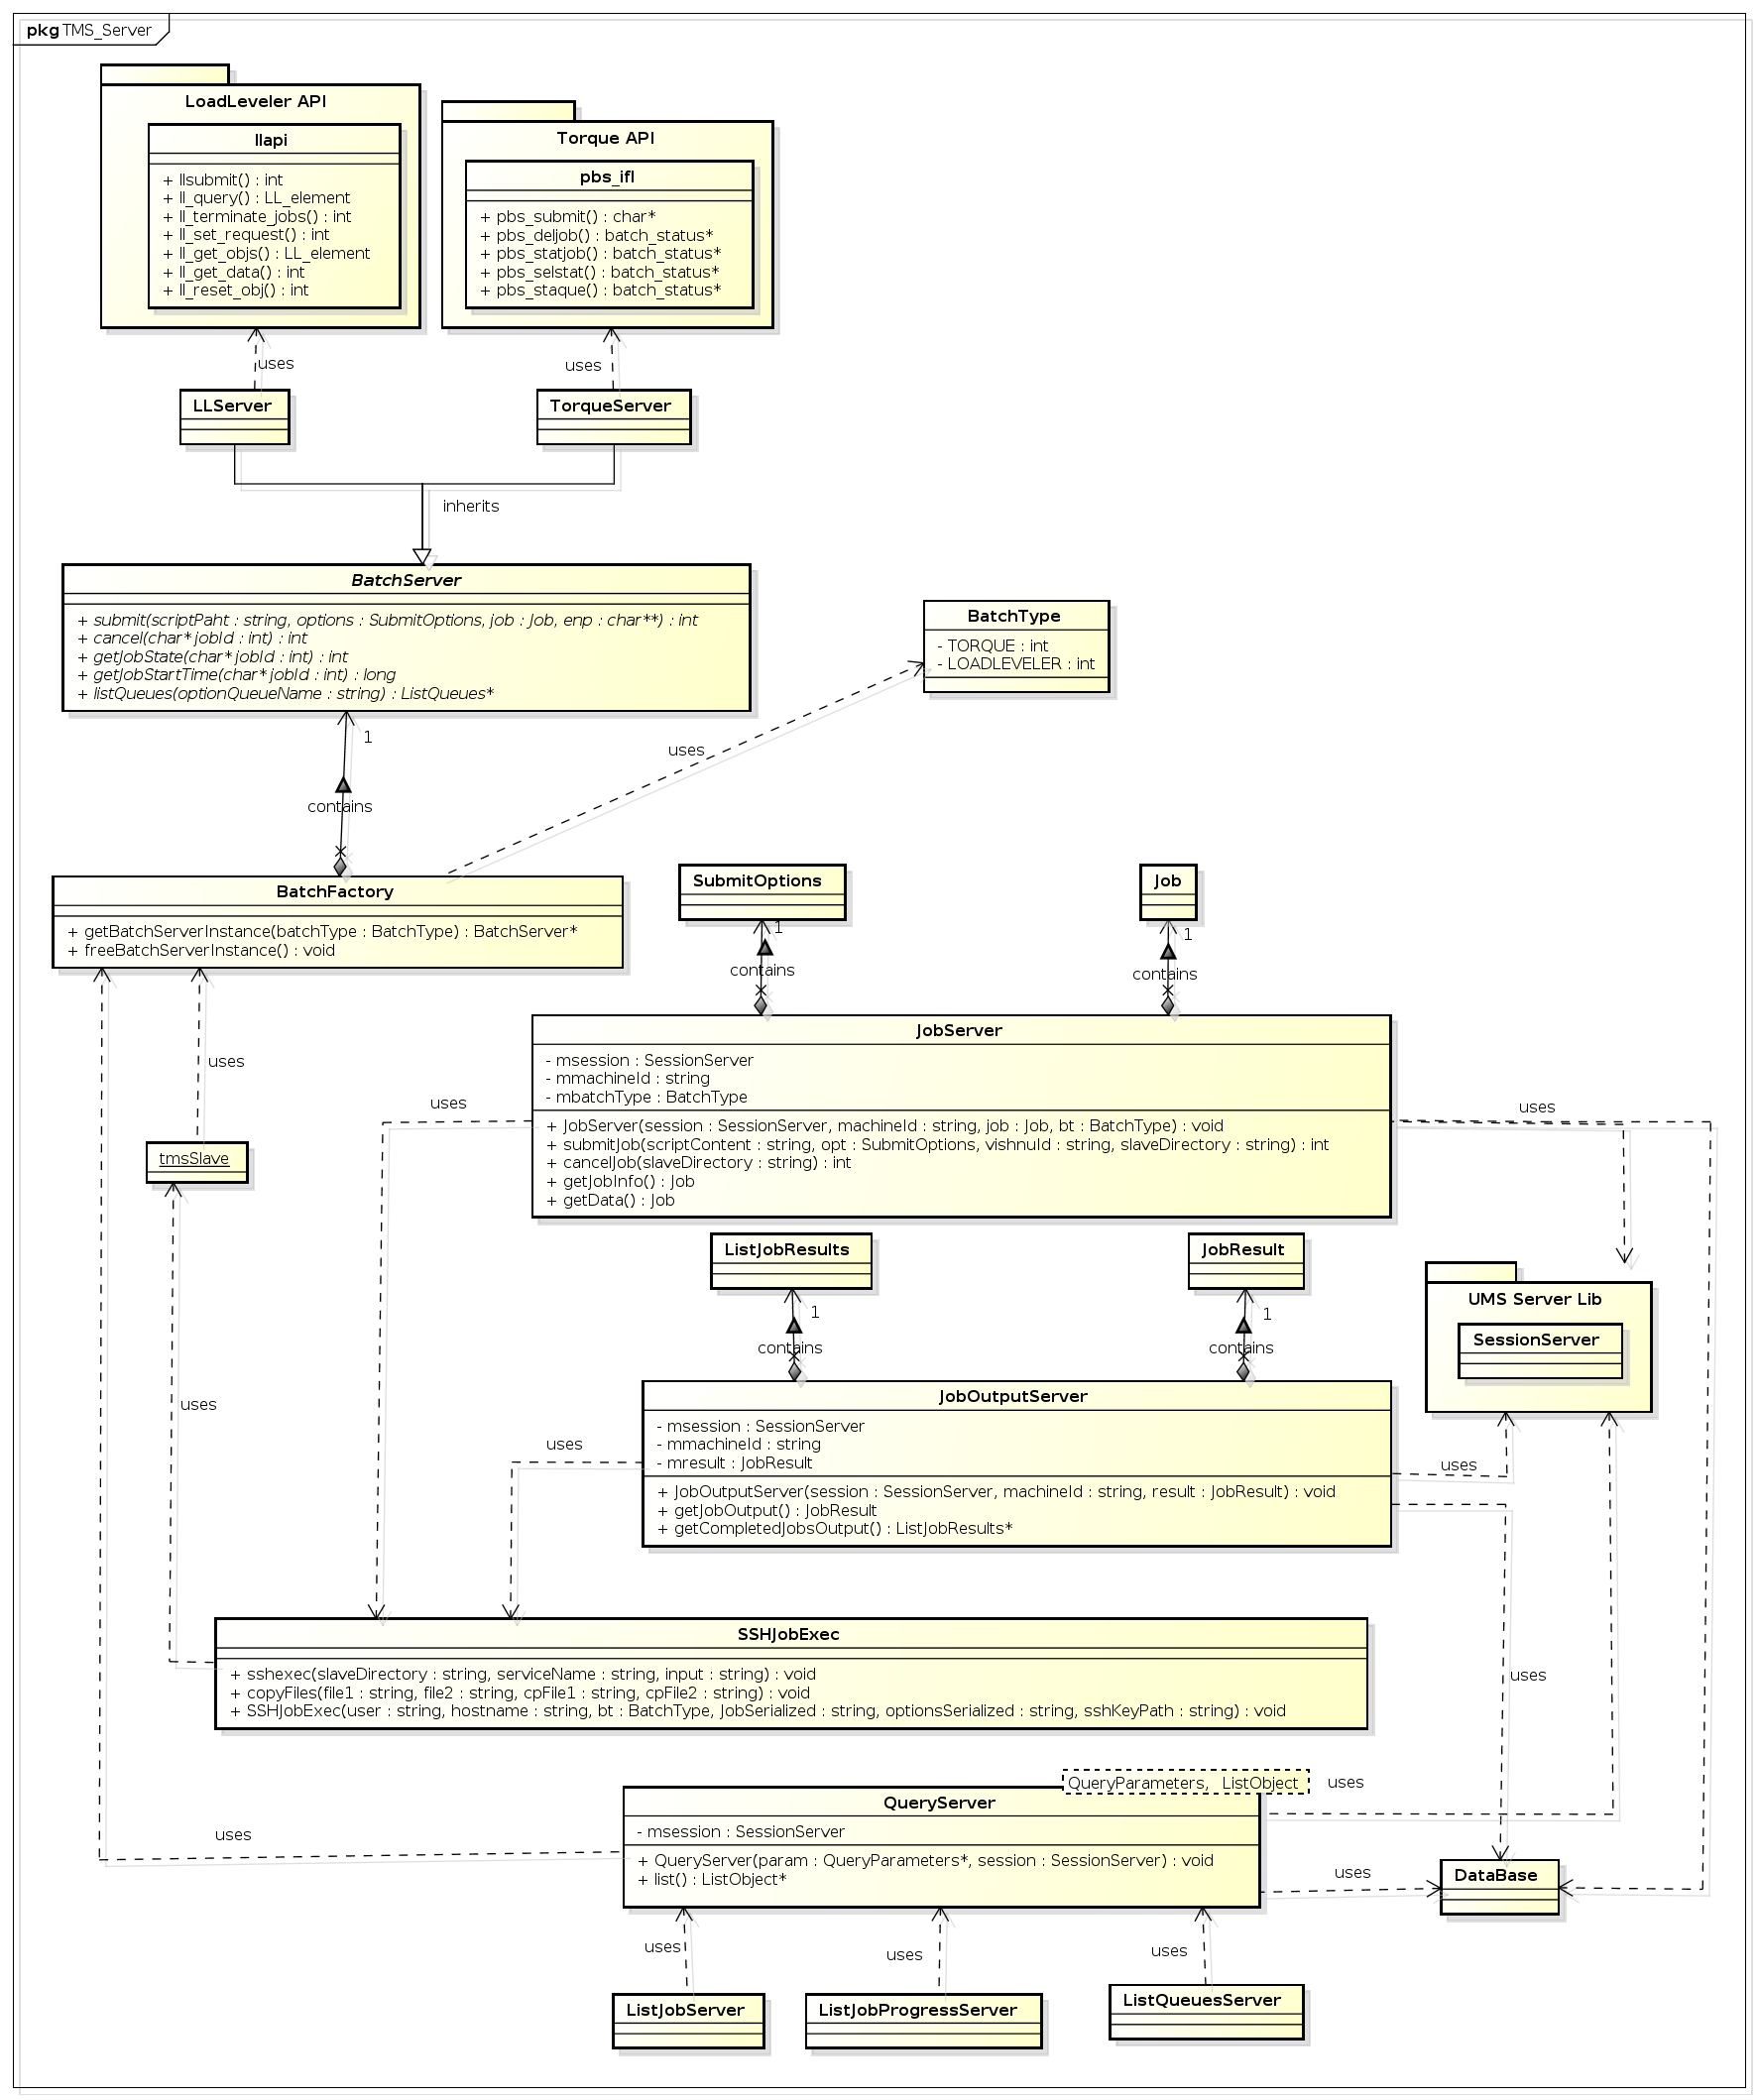 pkg TMS_Server
LoadLeveler API
llapi
+ llsubmit() : int
+ ll_query() : LL_element
+ ll_terminate_jobs() : int
+ ll_set_request() : int
+ ll_get_objs() : LL_element
+ ll_get_data() : int
+ ll_reset_obj() : int
Torque API
pbs_ifl
+ pbs_submit() : char*
+ pbs_deljob() : batch_status*
+ pbs_statjob() : batch_status*
+ pbs_selstat() : batch_status*
+ pbs_staque() : batch_status*
uses
uses
LLServer
TorqueServer
inherits
BatchServer
+ submit(scriptPaht : string, options : SubmitOptions, job : Job, enp : char**) : int
+ cancel(char* jobId : int) : int
+ getJobState(char* jobId : int) : int
+ getJobStartTime(char* jobId : int) : long
+ listQueues(optionQueueName : string) : ListQueues*
BatchType
- TORQUE : int
- LOADLEVELER : int
1
uses
contains
BatchFactory
+ getBatchServerInstance(batchType : BatchType) : BatchServer*
+ freeBatchServerInstance() : void
SubmitOptions
Job
1
1
contains
contains
uses
JobServer
- msession : SessionServer
- mmachineId : string
- mbatchType : BatchType
+ JobServer(session : SessionServer, machineId : string, job : Job, bt : BatchType) : void
+ submitJob(scriptContent : string, opt : SubmitOptions, vishnuId : string, slaveDirectory : string) : int
+ cancelJob(slaveDirectory : string) : int
+ getJobInfo() : Job
+ getData() : Job
uses
uses
tmsSlave
ListJobResults
JobResult
1
1
contains
contains
UMS Server Lib
SessionServer
uses
JobOutputServer
- msession : SessionServer
- mmachineId : string
- mresult : JobResult
+ JobOutputServer(session : SessionServer, machineId : string, result : JobResult) : void
+ getJobOutput() : JobResult
+ getCompletedJobsOutput() : ListJobResults*
uses
uses
SSHJobExec
+ sshexec(slaveDirectory : string, serviceName : string, input : string) : void
+ copyFiles(file1 : string, file2 : string, cpFile1 : string, cpFile2 : string) : void
+ SSHJobExec(user : string, hostname : string, bt : BatchType, JobSerialized : string, optionsSerialized : string, sshKeyPath : string) : void
uses
QueryParameters, ListObject
uses
QueryServer
- msession : SessionServer
+ QueryServer(param : QueryParameters*, session : SessionServer) : void
+ list() : ListObject*
uses
uses
DataBase
uses
uses
uses
ListJobServer
ListJobProgressServer
ListQueuesServer